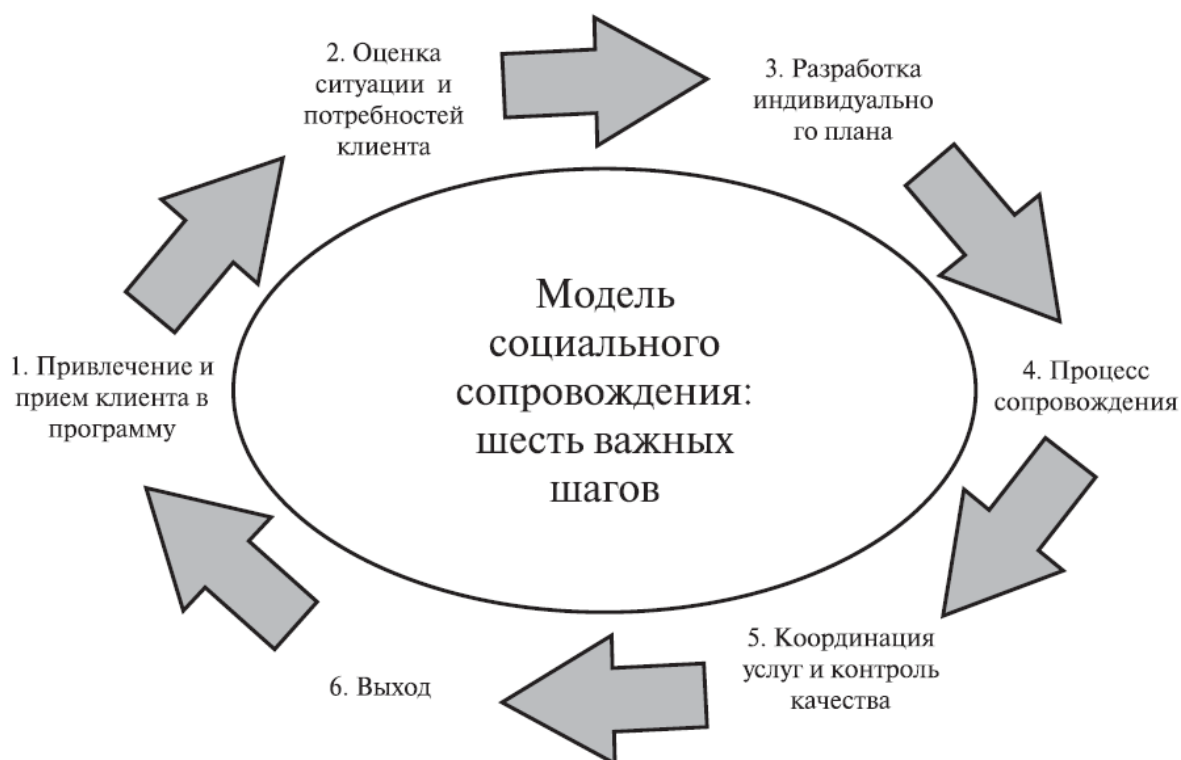 Модель
социального
сопровождения:
шесть важных
шагов
1. Привлечение и
прием клиента в
программу
2. Оценка
ситуации и
потребностей
клиента
3. Разработка
индивидуально
го плана
4. Процесс
сопровождения
5. Координация
услуг и контроль
качества
6. Выход